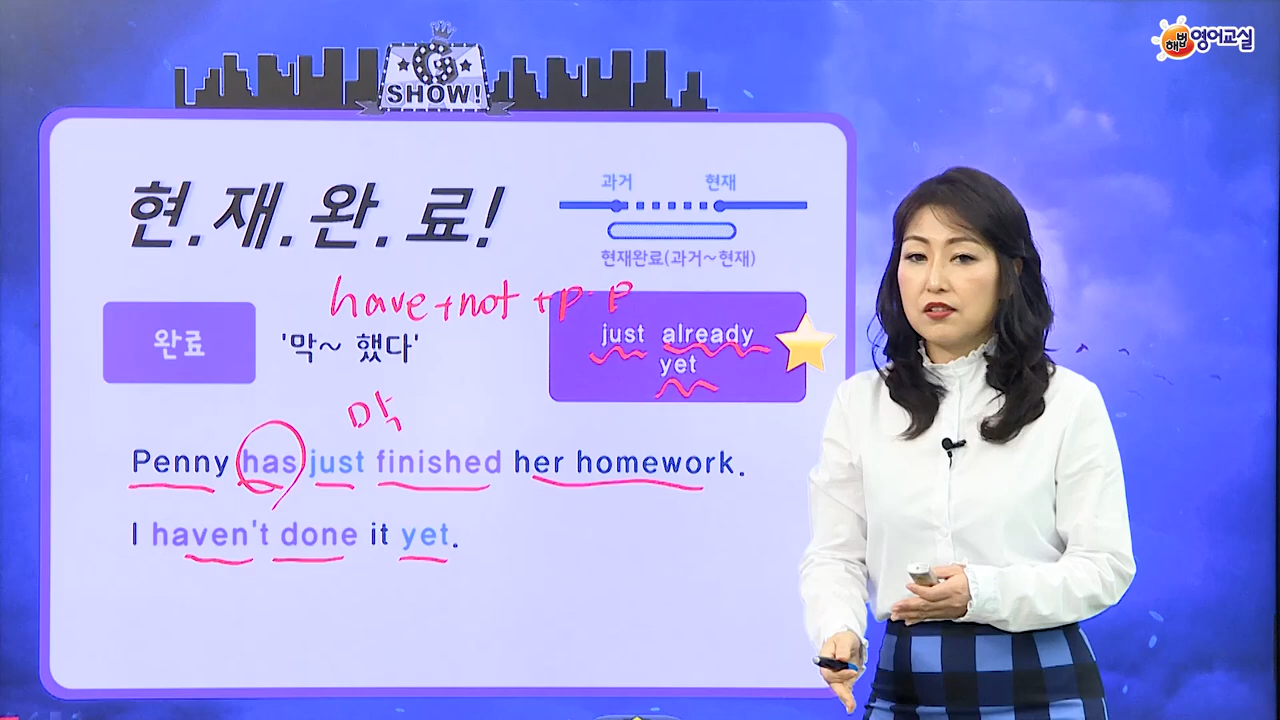 해법영어교실
G
SHOW!
현.재.완.료!
과거 현재
현재완료(과거~현재)
have+not+p.p
완료
'막~ 했다'
just already
yet
막
Penny has just finished her homework.
I haven't done it yet.